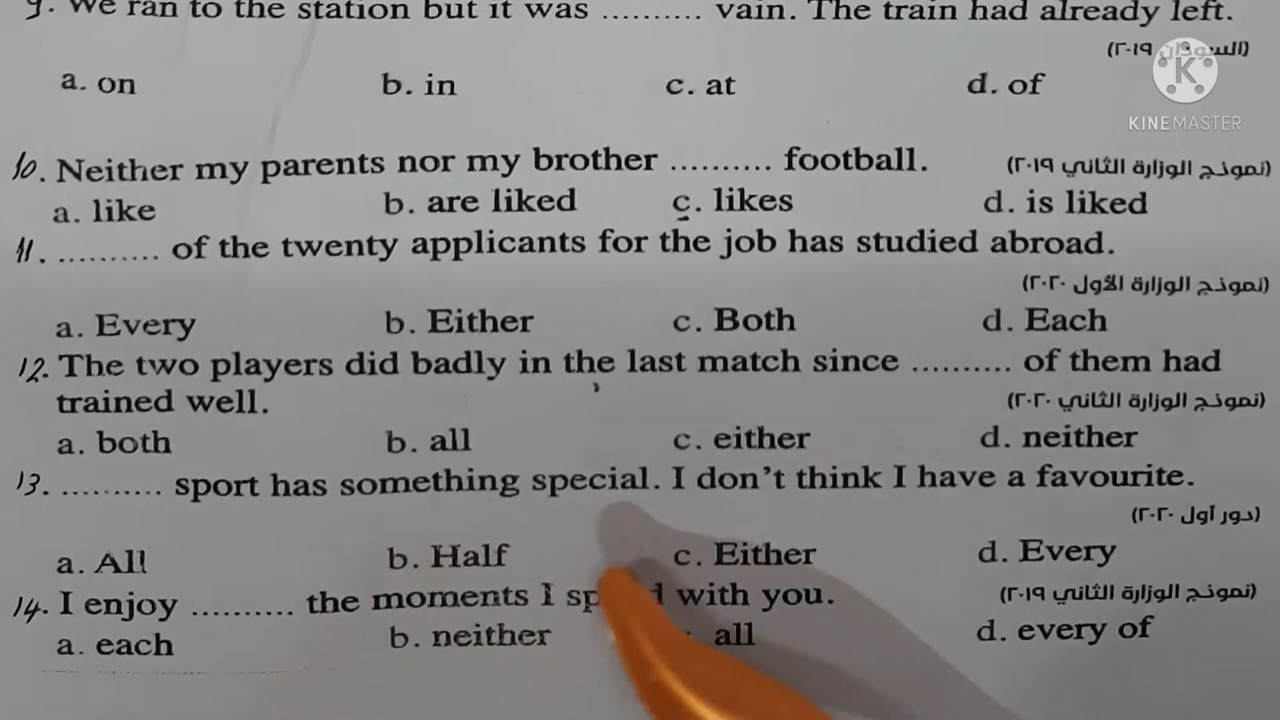 9. We ran to the station but it was .......... vain. The train had already left.
(السودان ٢٠١٩)
a. on b. in c. at d. of
KINEMASTER
10. Neither my parents nor my brother .......... football. (نموذج الوزارة الثاني ٢٠١٩)
a. like b. are liked c. likes d. is liked
11. .......... of the twenty applicants for the job has studied abroad.
(نموذج الوزارة الأول ٢٠٢٠)
a. Every b. Either c. Both d. Each
12. The two players did badly in the last match since .......... of them had
trained well. (نموذج الوزارة الثاني ٢٠٢٠)
a. both b. all c. either d. neither
13. .......... sport has something special. I don't think I have a favourite.
(دور أول ٢٠٢٠)
a. All b. Half c. Either d. Every
14. I enjoy .......... the moments I with you. (نموذج الوزارة الثاني ٢٠١٩)
a. each b. neither all d. every of